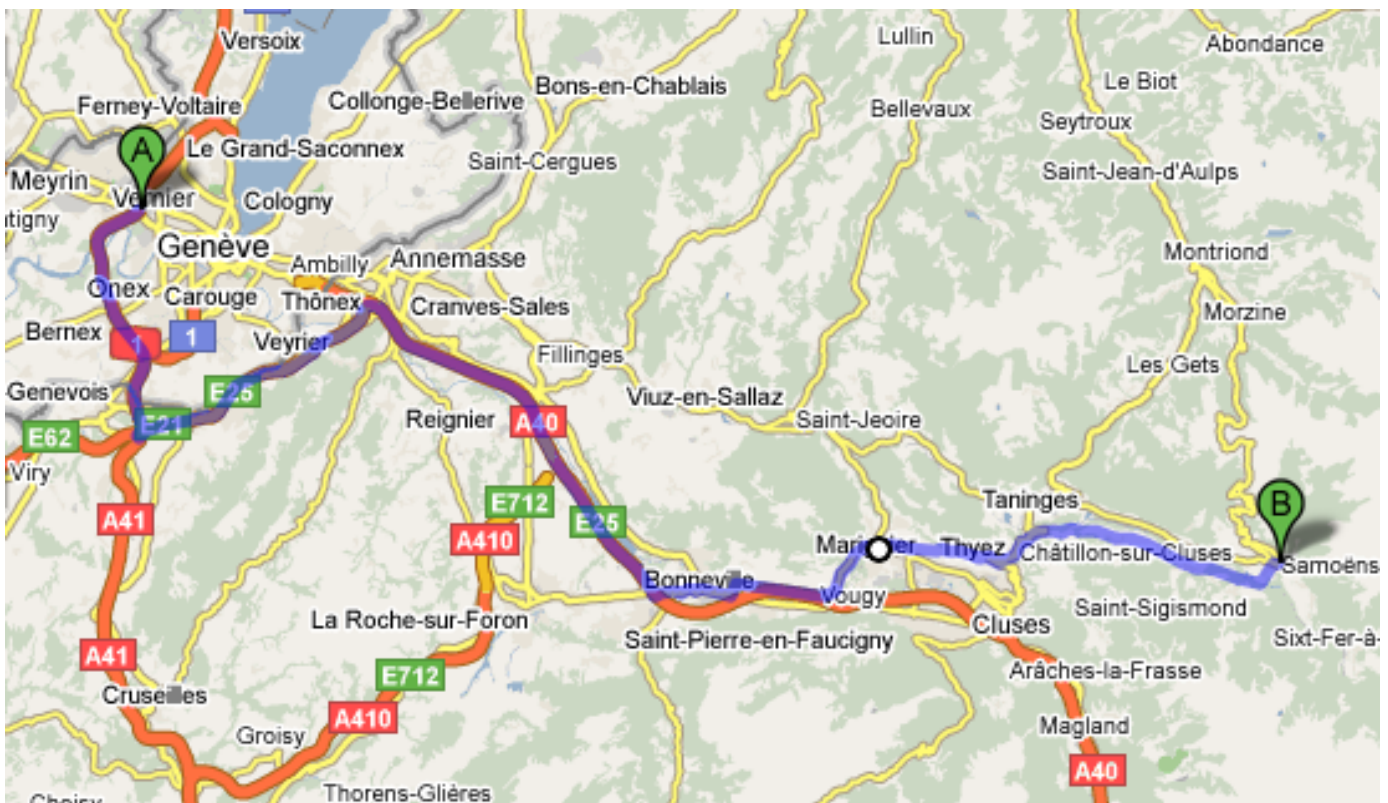 Versoix
Lullin
Abondance
Le Biot
Bons-en-Chablais
Collonge-Bellerive
Ferney-Voltaire
Bellevaux
Seytroux
A
Le Grand-Saconnex
Saint-Cergues
Saint-Jean-d'Aulps
Meyrin
Vernier
Cologny
tigny
Genève
Montriond
Ambilly
Annemasse
Onex
Carouge
Thônex
Cranves-Sales
Morzine
Bernex
1
1
Veyrier
Fillinges
Les Gets
Genevois
E25
Viuz-en-Sallaz
E21
Reignier
A40
Saint-Jeoire
E62
Viry
E712
Taninges
B
A41
E25
A410
Thyez
Châtillon-sur-Cluses
Samoëns
Bonneville
Vougy
Saint-Sigismond
La Roche-sur-Foron
Saint-Pierre-en-Faucigny
Cluses
Sixt-Fer-à-
A41
E712
Arâches-la-Frasse
Cruseilles
A410
Magland
Groisy
A40
Thorens-Glières